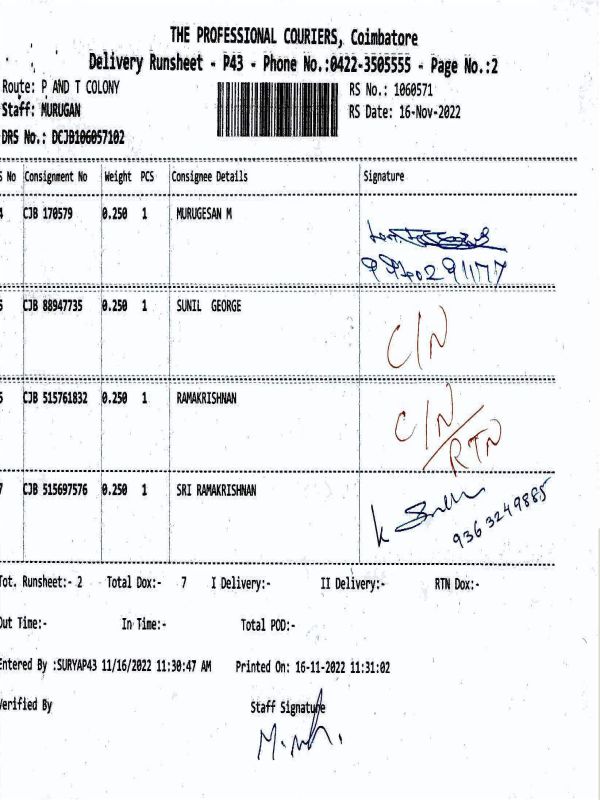 THE PROFESSIONAL COURIERS, Coimbatore
Delivery Runsheet - P43 - Phone No.:0422-3505555 - Page No.:2
Route: P AND T COLONY RS No.: 1060571
Staff: MURUGAN RS Date: 16-Nov-2022
DRS No.: DCJB106057102
S No Consignment No Weight PCS Consignee Details Signature
4 CJB 170579 0.250 1 MURUGESAN M
CJB 88947735 0.250 1 SUNIL GEORGE
C/N
CJB 515761832 0.250 1 RAMAKRISHNAN
C/N
RTN
7 CJB 515697576 0.250 1 SRI RAMAKRISHNAN
9363249885
Tot. Runsheet:- 2 Total Dox:- 7 I Delivery:- II Delivery:- RTN Dox:-
Out Time:- In Time:- Total POD:-
Entered By :SURYAP43 11/16/2022 11:30:47 AM Printed On: 16-11-2022 11:31:02
Verified By Staff Signature